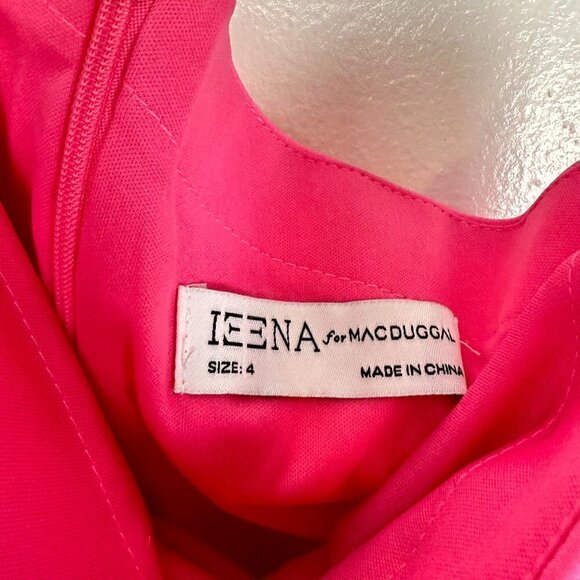 IEENA for MACDUGGAL
SIZE: 4 MADE IN CHINA